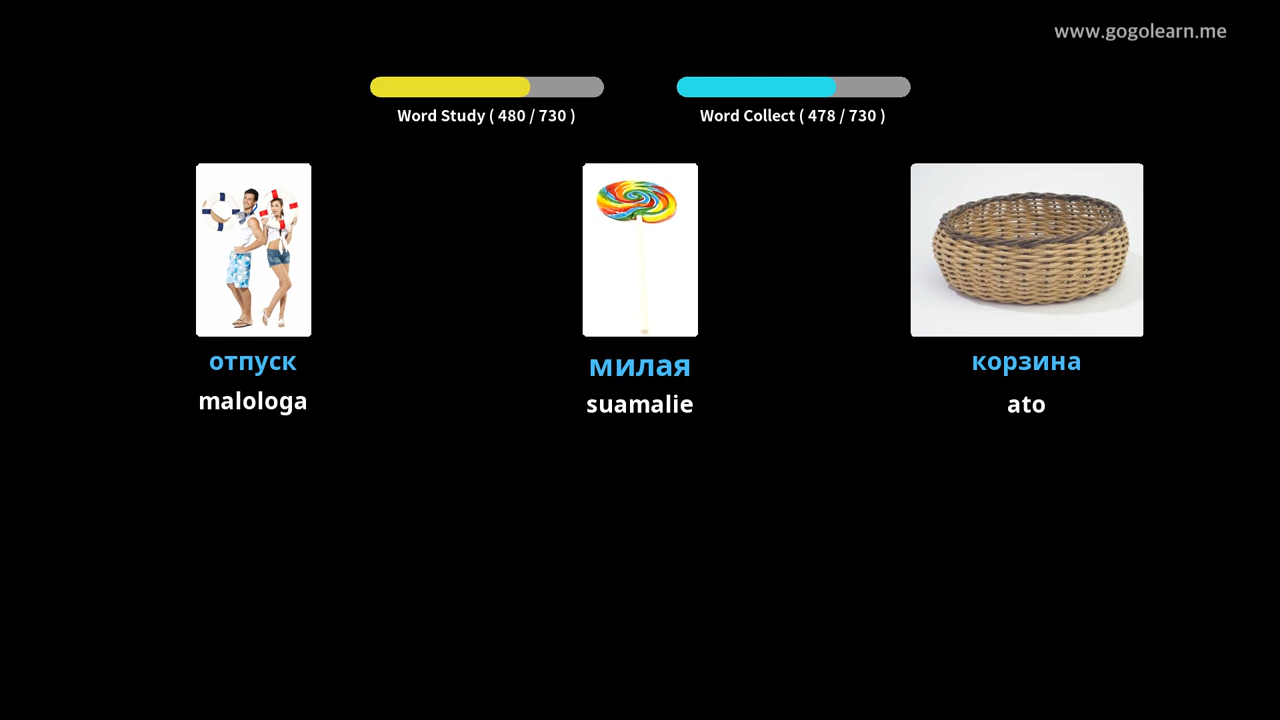 www.gogolearn.me
Word Study ( 480 / 730 )
Word Collect ( 478 / 730 )
отпуск
милая
корзина
malologa
suamalie
ato